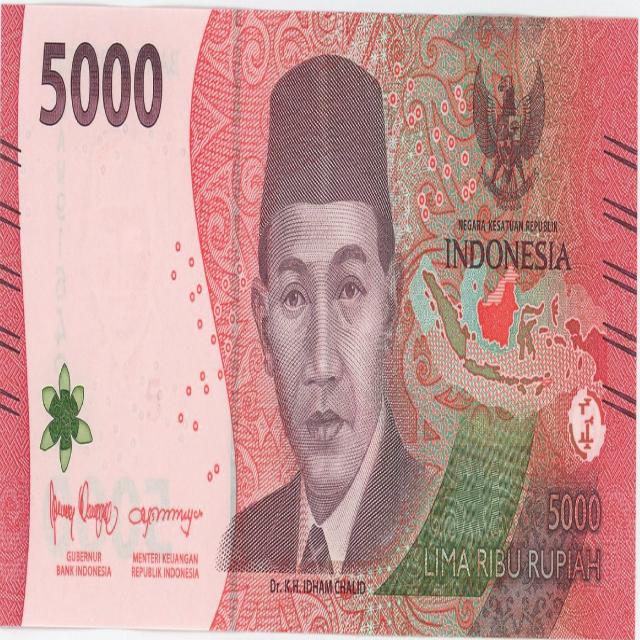 5000
NEGARA KESATUAN REPUBLIK
INDONESIA
GUBERNUR
BANK INDONESIA
MENTERI KEUANGAN
REPUBLIK INDONESIA
Dr. K.H. IDHAM CHALID
5000
LIMA RIBU RUPIAH